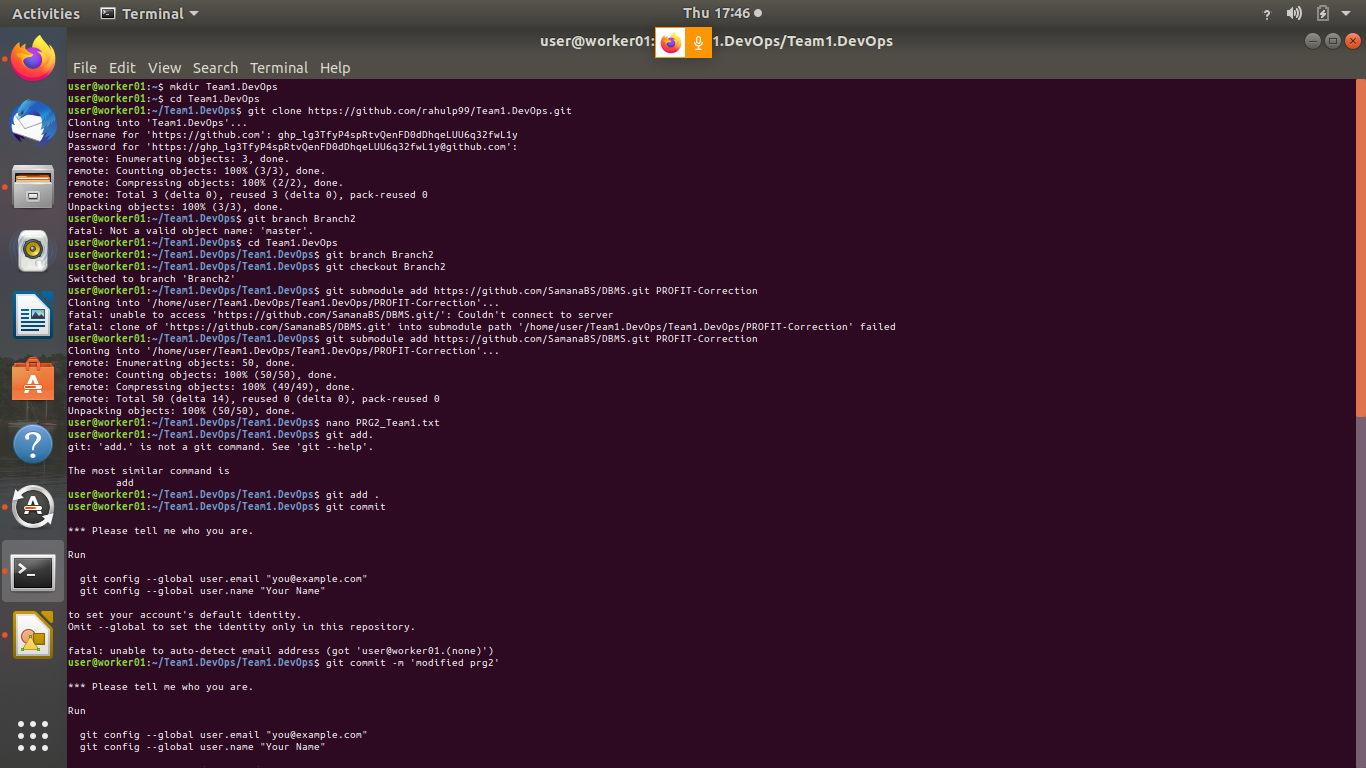 Activities
Terminal
Thu 17:46
user@worker01:
1.DevOps/Team1.DevOps
File Edit View Search Terminal Help
user@worker01:~$ mkdir Team1.DevOps
user@worker01:~$ cd Team1.DevOps
user@worker01:~/Team1.DevOps$ git clone https://github.com/rahulp99/Team1.DevOps.git
Cloning into 'Team1.DevOps'...
Username for 'https://github.com': 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
Password for 'https://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@github.com':
remote: Enumerating objects: 3, done.
remote: Counting objects: 100% (3/3), done.
remote: Compressing objects: 100% (2/2), done.
remote: Total 3 (delta 0), reused 3 (delta 0), pack-reused 0
Unpacking objects: 100% (3/3), done.
user@worker01:~/Team1.DevOps$ git branch Branch2
fatal: Not a valid object name: 'master'.
user@worker01:~/Team1.DevOps$ cd Team1.DevOps
user@worker01:~/Team1.DevOps/Team1.DevOps$ git branch Branch2
user@worker01:~/Team1.DevOps/Team1.DevOps$ git checkout Branch2
Switched to branch 'Branch2'
user@worker01:~/Team1.DevOps/Team1.DevOps$ git submodule add https://github.com/SamanaBS/DBMS.git PROFIT-Correction
Cloning into '/home/user/Team1.DevOps/Team1.DevOps/PROFIT-Correction'...
fatal: unable to access 'https://github.com/SamanaBS/DBMS.git/': Couldn't connect to server
fatal: clone of 'https://github.com/SamanaBS/DBMS.git' into submodule path '/home/user/Team1.DevOps/Team1.DevOps/PROFIT-Correction' failed
user@worker01:~/Team1.DevOps/Team1.DevOps$ git submodule add https://github.com/SamanaBS/DBMS.git PROFIT-Correction
Cloning into '/home/user/Team1.DevOps/Team1.DevOps/PROFIT-Correction'...
remote: Enumerating objects: 50, done.
remote: Counting objects: 100% (50/50), done.
remote: Compressing objects: 100% (49/49), done.
remote: Total 50 (delta 14), reused 0 (delta 0), pack-reused 0
Unpacking objects: 100% (50/50), done.
user@worker01:~/Team1.DevOps/Team1.DevOps$ nano PRG2_Team1.txt
user@worker01:~/Team1.DevOps/Team1.DevOps$ git add.
git: 'add.' is not a git command. See 'git --help'.
The most similar command is
add
user@worker01:~/Team1.DevOps/Team1.DevOps$ git add .
user@worker01:~/Team1.DevOps/Team1.DevOps$ git commit
*** Please tell me who you are.
Run
git config --global user.email "you@example.com"
git config --global user.name "Your Name"
to set your account's default identity.
Omit --global to set the identity only in this repository.
fatal: unable to auto-detect email address (got 'user@worker01.(none)')
user@worker01:~/Team1.DevOps/Team1.DevOps$ git commit -m 'modified prg2'
*** Please tell me who you are.
Run
git config --global user.email "you@example.com"
git config --global user.name "Your Name"